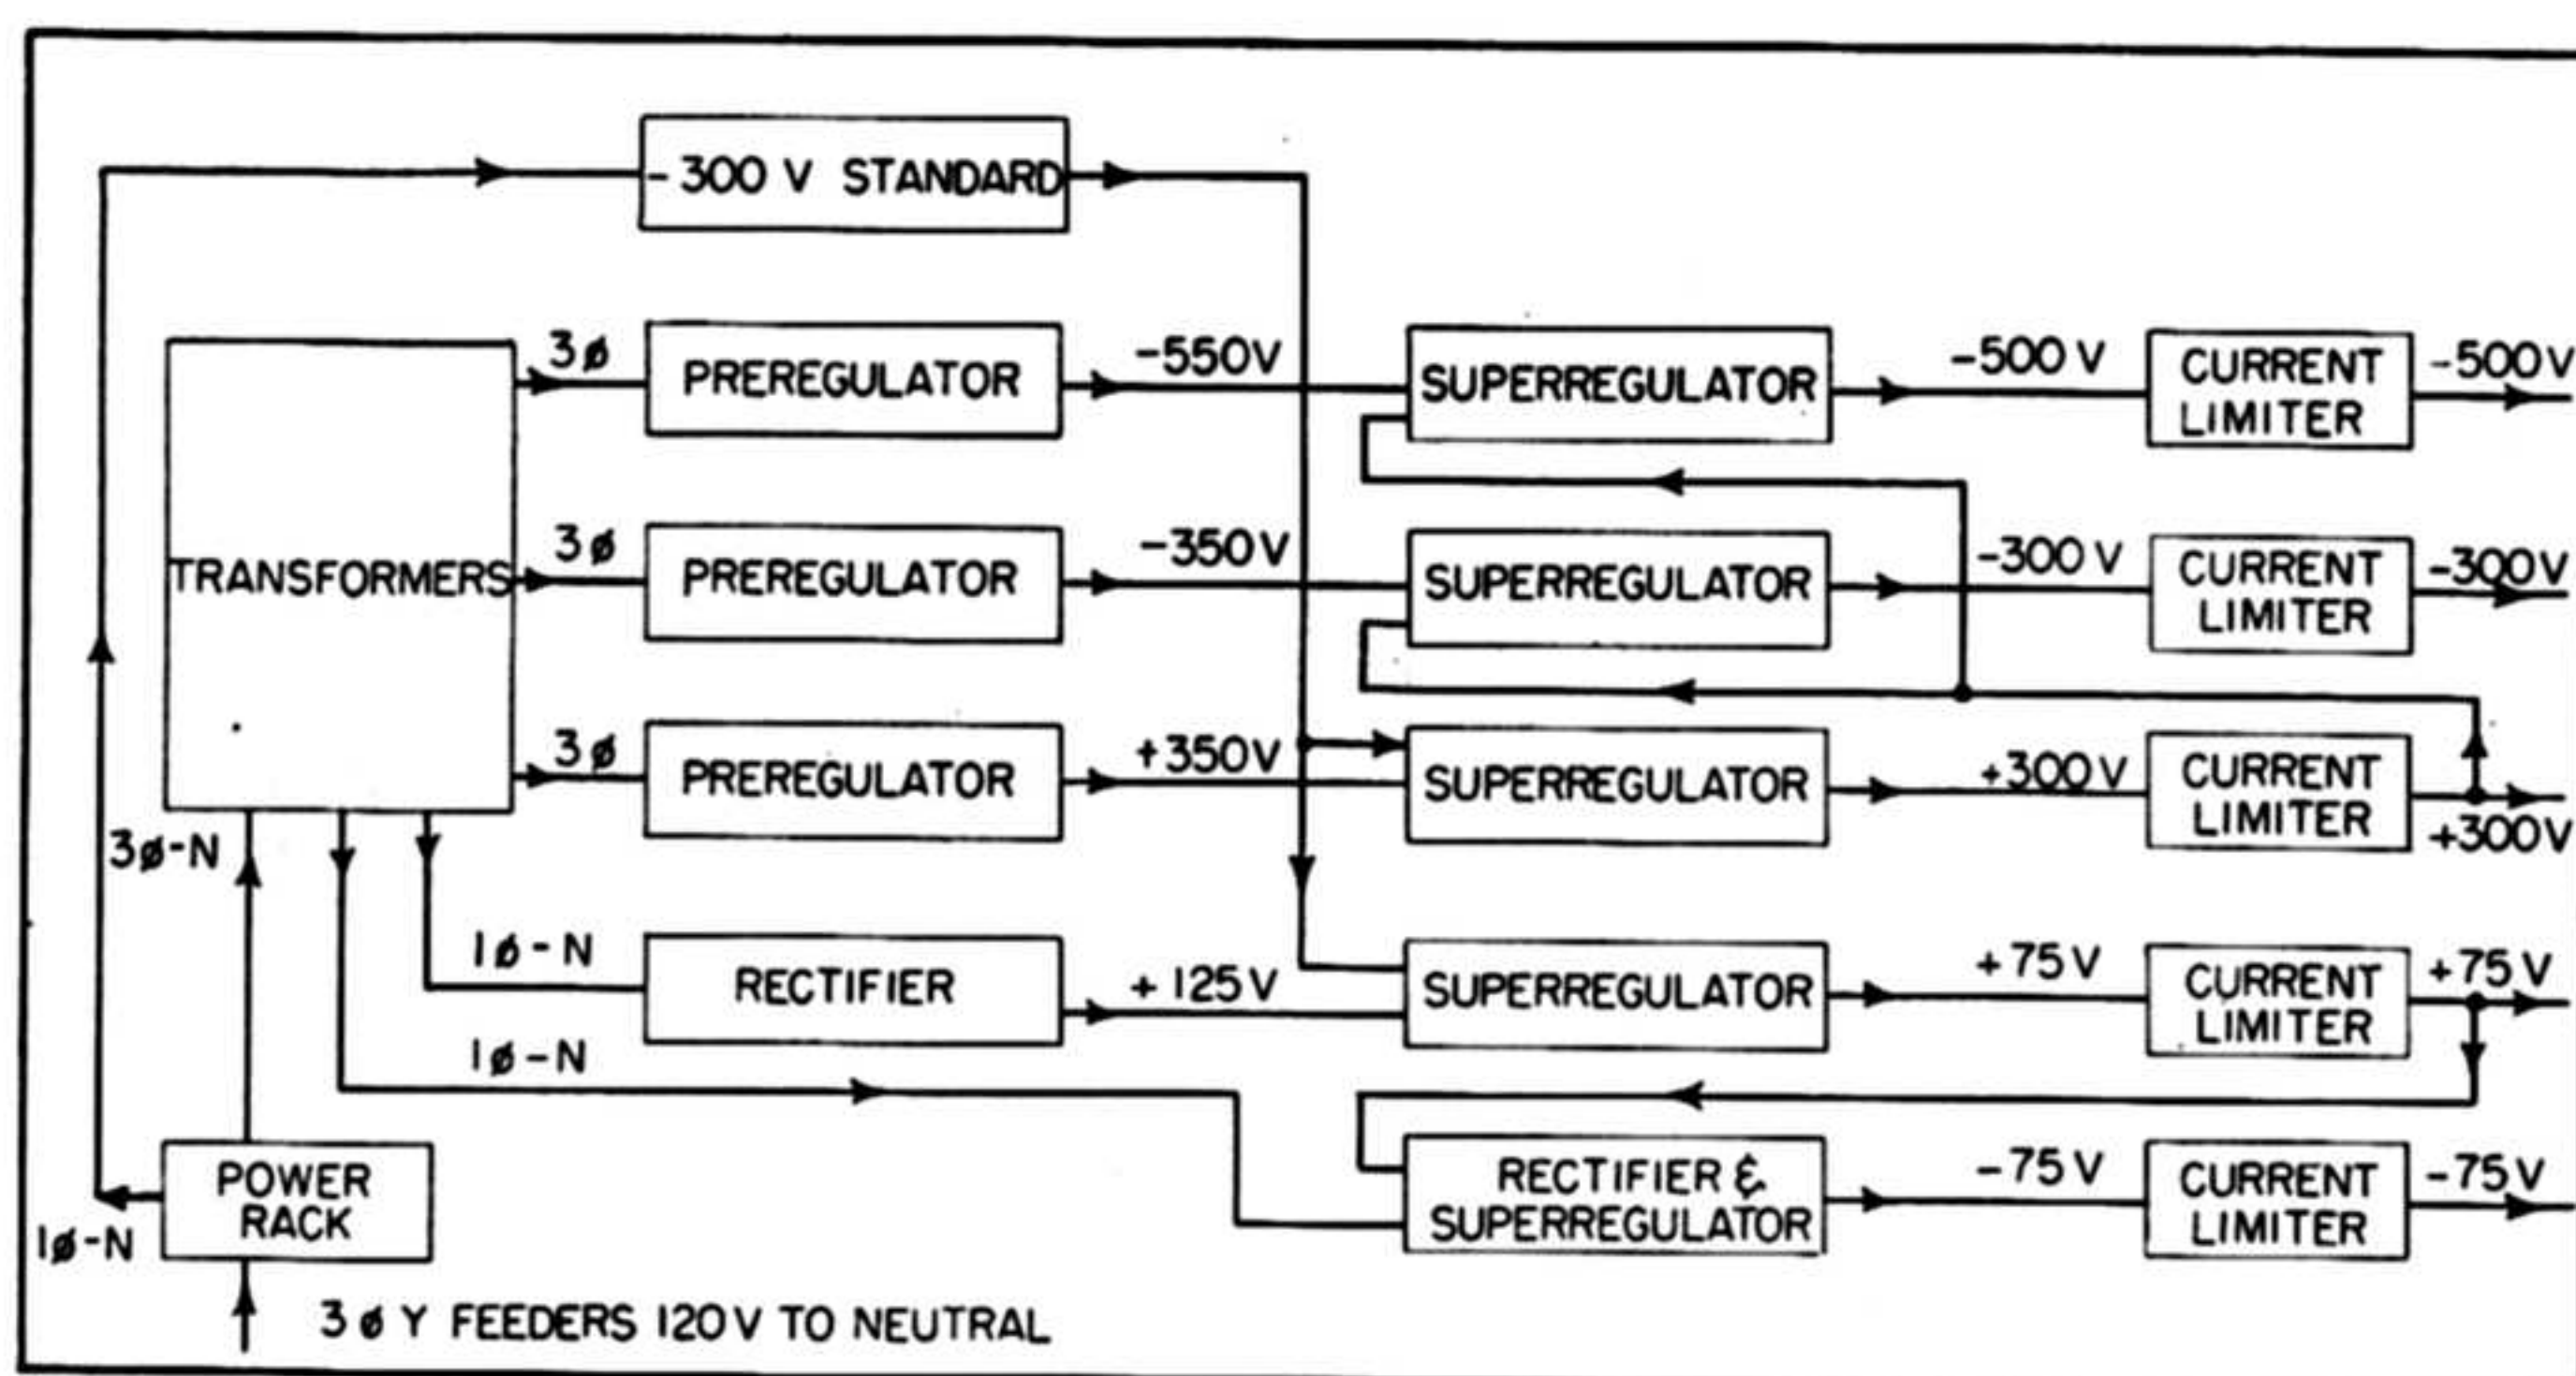 - 300 V STANDARD
3ø
PREREGULATOR
-550V
SUPERREGULATOR
-500 V
CURRENT
LIMITER
-500V
TRANSFORMERS
3ø
PREREGULATOR
-350V
SUPERREGULATOR
-300 V
CURRENT
LIMITER
-300V
3ø
PREREGULATOR
+350V
SUPERREGULATOR
+300V
CURRENT
LIMITER
+300V
3ø-N
1ø-N
RECTIFIER
+ 125V
SUPERREGULATOR
+75V
CURRENT
LIMITER
+75V
1ø-N
RECTIFIER &
SUPERREGULATOR
-75V
CURRENT
LIMITER
-75V
POWER
RACK
1ø-N
3ø Y FEEDERS 120V TO NEUTRAL